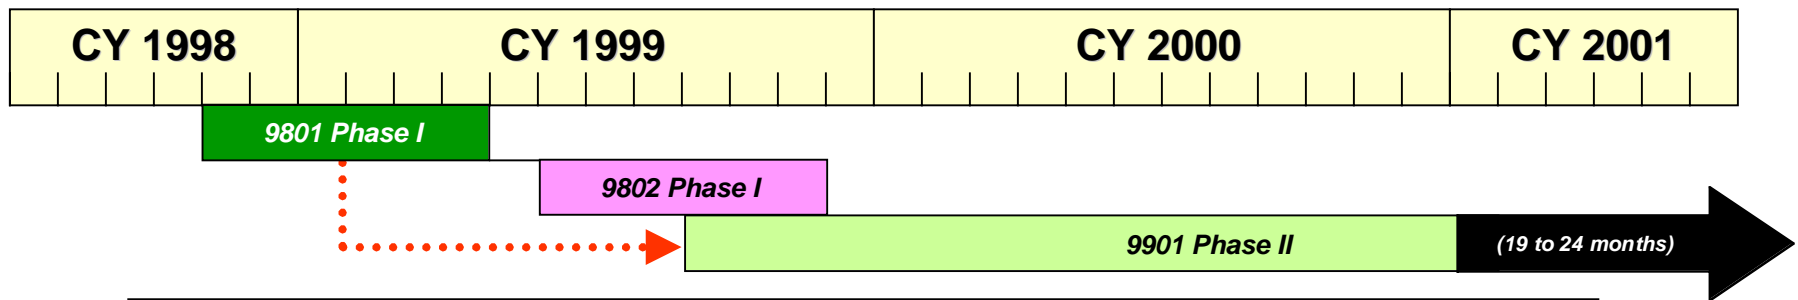 CY 1998 CY 1999 CY 2000 CY 2001
9801 Phase I
9802 Phase I
9901 Phase II (19 to 24 months)